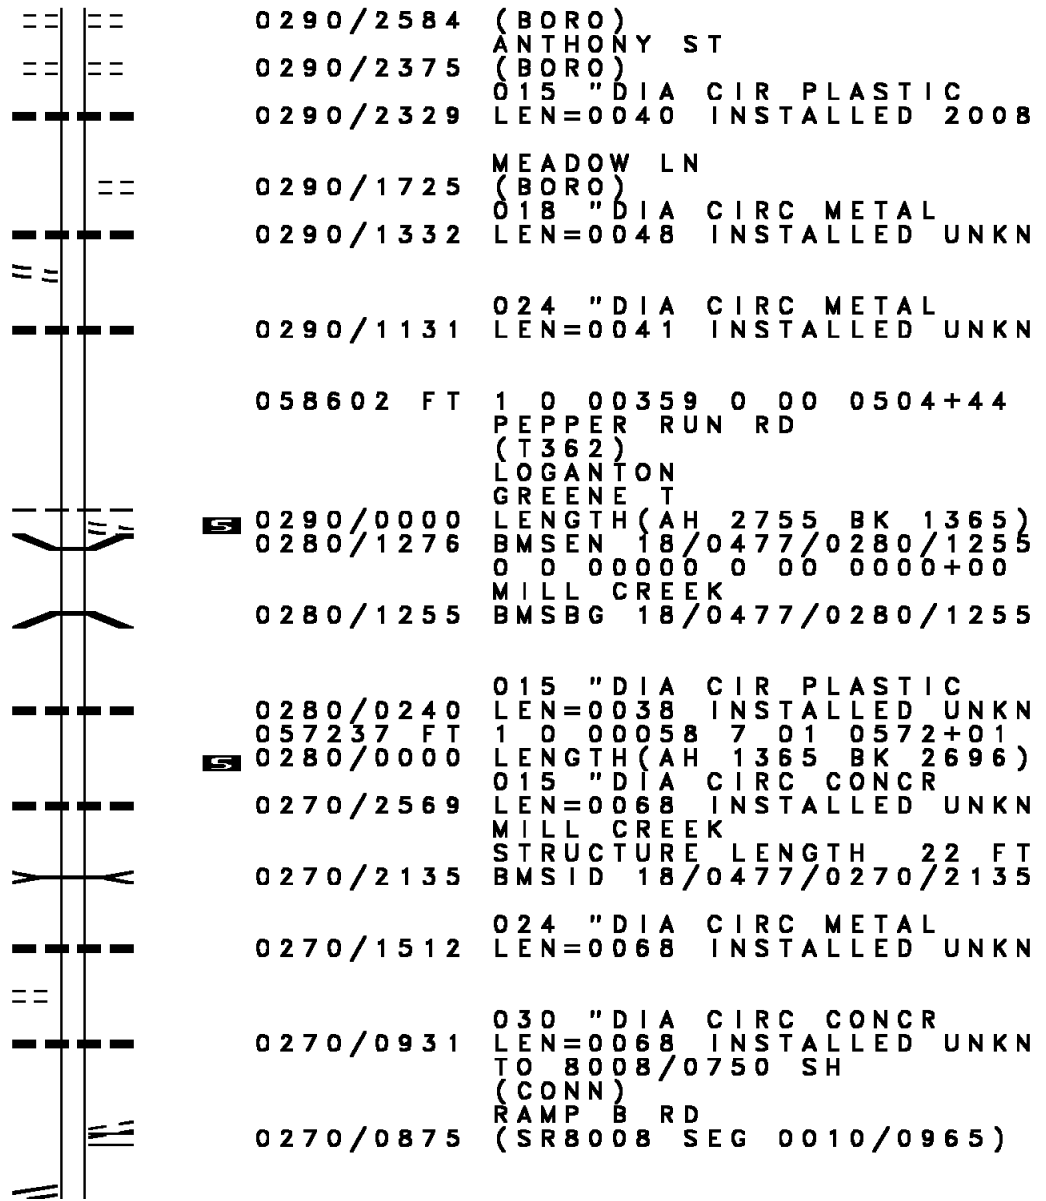 0290/2584 (BORO)
ANTHONY ST
0290/2375 (BORO)
015 "DIA CIR PLASTIC
0290/2329 LEN=0040 INSTALLED 2008
MEADOW LN
0290/1725 (BORO)
018 "DIA CIRC METAL
0290/1332 LEN=0048 INSTALLED UNKN
024 "DIA CIRC METAL
0290/1131 LEN=0041 INSTALLED UNKN
058602 FT 1 0 00359 0 00 0504+44
PEPPER RUN RD
(T362)
LOGANTON
GREENE T
S 0290/0000 LENGTH(AH 2755 BK 1365)
0280/1276 BMSEN 18/0477/0280/1255
0 0 00000 0 00 0000+00
MILL CREEK
0280/1255 BMSBG 18/0477/0280/1255
015 "DIA CIR PLASTIC
0280/0240 LEN=0038 INSTALLED UNKN
057237 FT 1 0 00058 7 01 0572+01
S 0280/0000 LENGTH(AH 1365 BK 2696)
015 "DIA CIRC CONCR
0270/2569 LEN=0068 INSTALLED UNKN
MILL CREEK
STRUCTURE LENGTH 22 FT
0270/2135 BMSID 18/0477/0270/2135
024 "DIA CIRC METAL
0270/1512 LEN=0068 INSTALLED UNKN
030 "DIA CIRC CONCR
0270/0931 LEN=0068 INSTALLED UNKN
TO 8008/0750 SH
(CONN)
RAMP B RD
0270/0875 (SR8008 SEG 0010/0965)